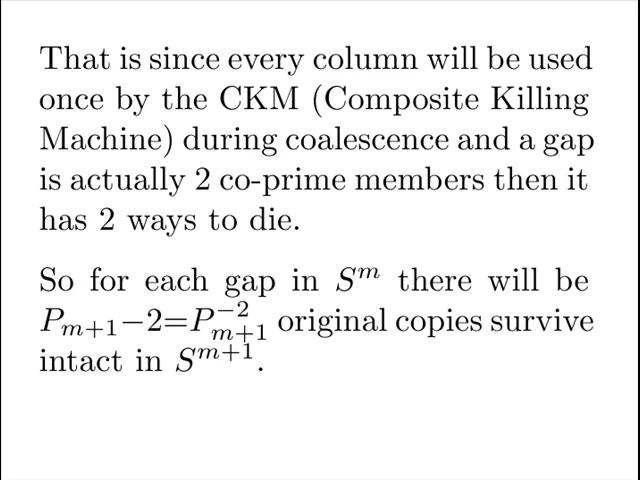 That is since every column will be used
once by the CKM (Composite Killing
Machine) during coalescence and a gap
is actually 2 co-prime members then it
has 2 ways to die.
So for each gap in $S^m$ there will be
$P_{m+1}-2=P_{m+1}^{-2}$ original copies survive
intact in $S^{m+1}$.